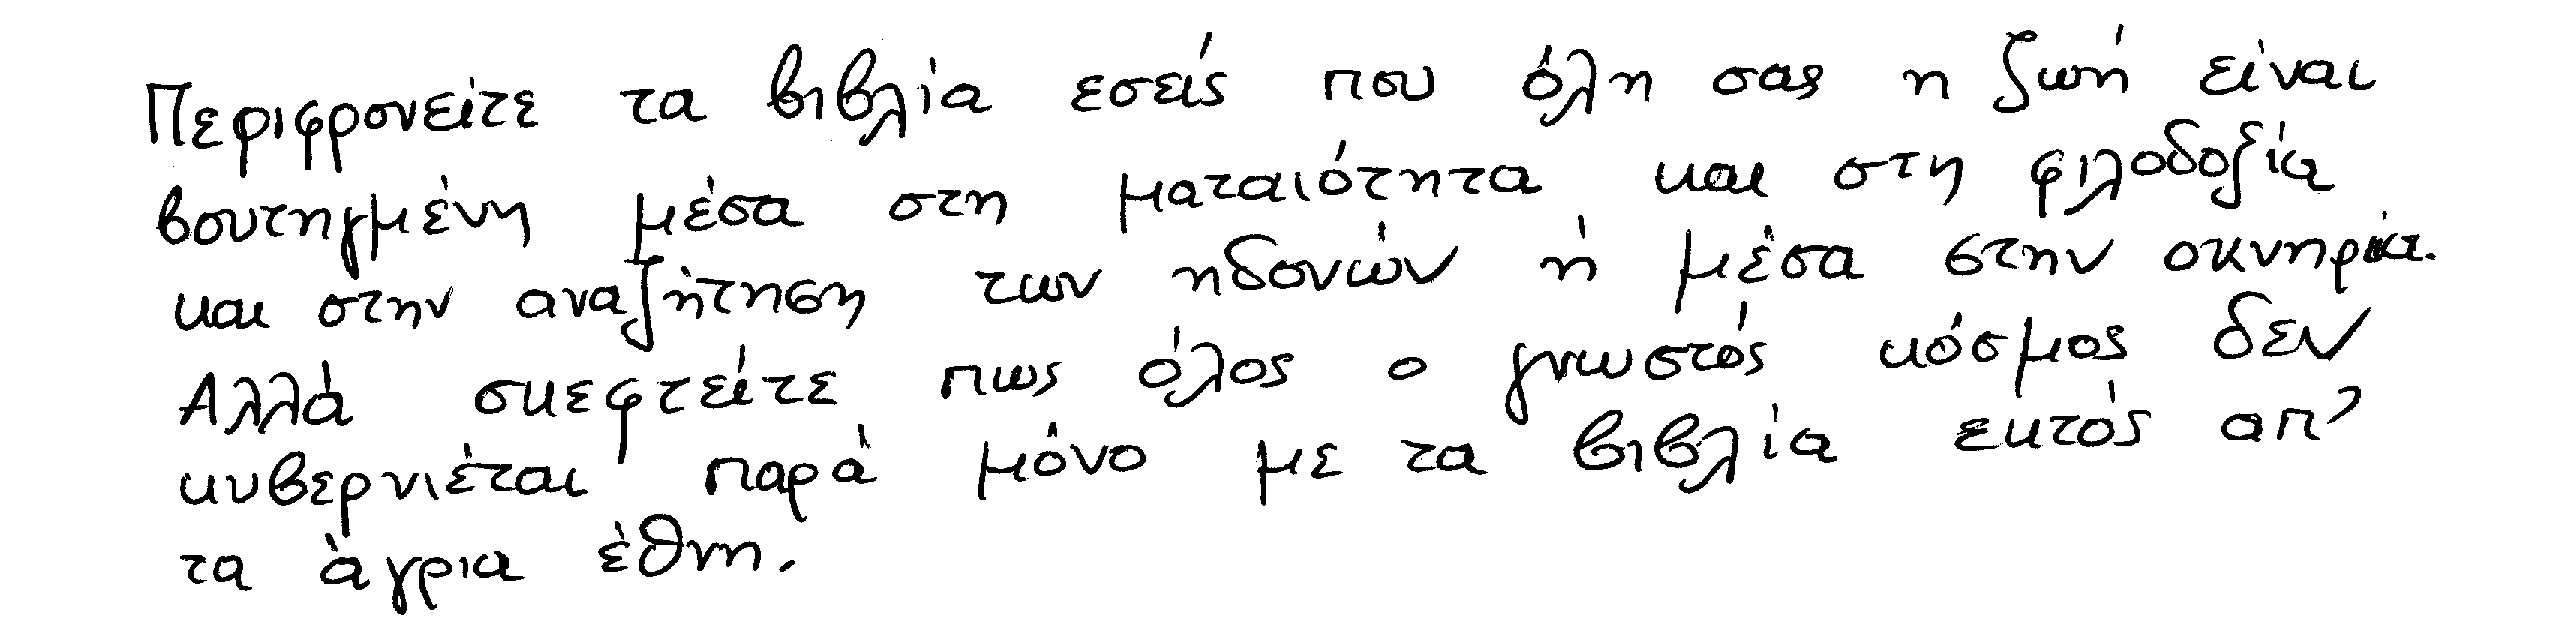 Περιφρονείτε τα βιβλία εσείς που όλη σας η ζωή είναι
βουτηγμένη μέσα στη ματαιότητα και στη φιλοδοξία
και στην αναζήτηση των ηδονών ή μέσα στην οκνηρία.
Αλλά σκεφτείτε πως όλος ο γνωστός κόσμος δεν
κυβερνιέται παρά μόνο με τα βιβλία εκτός απ'
τα άγρια έθνη.